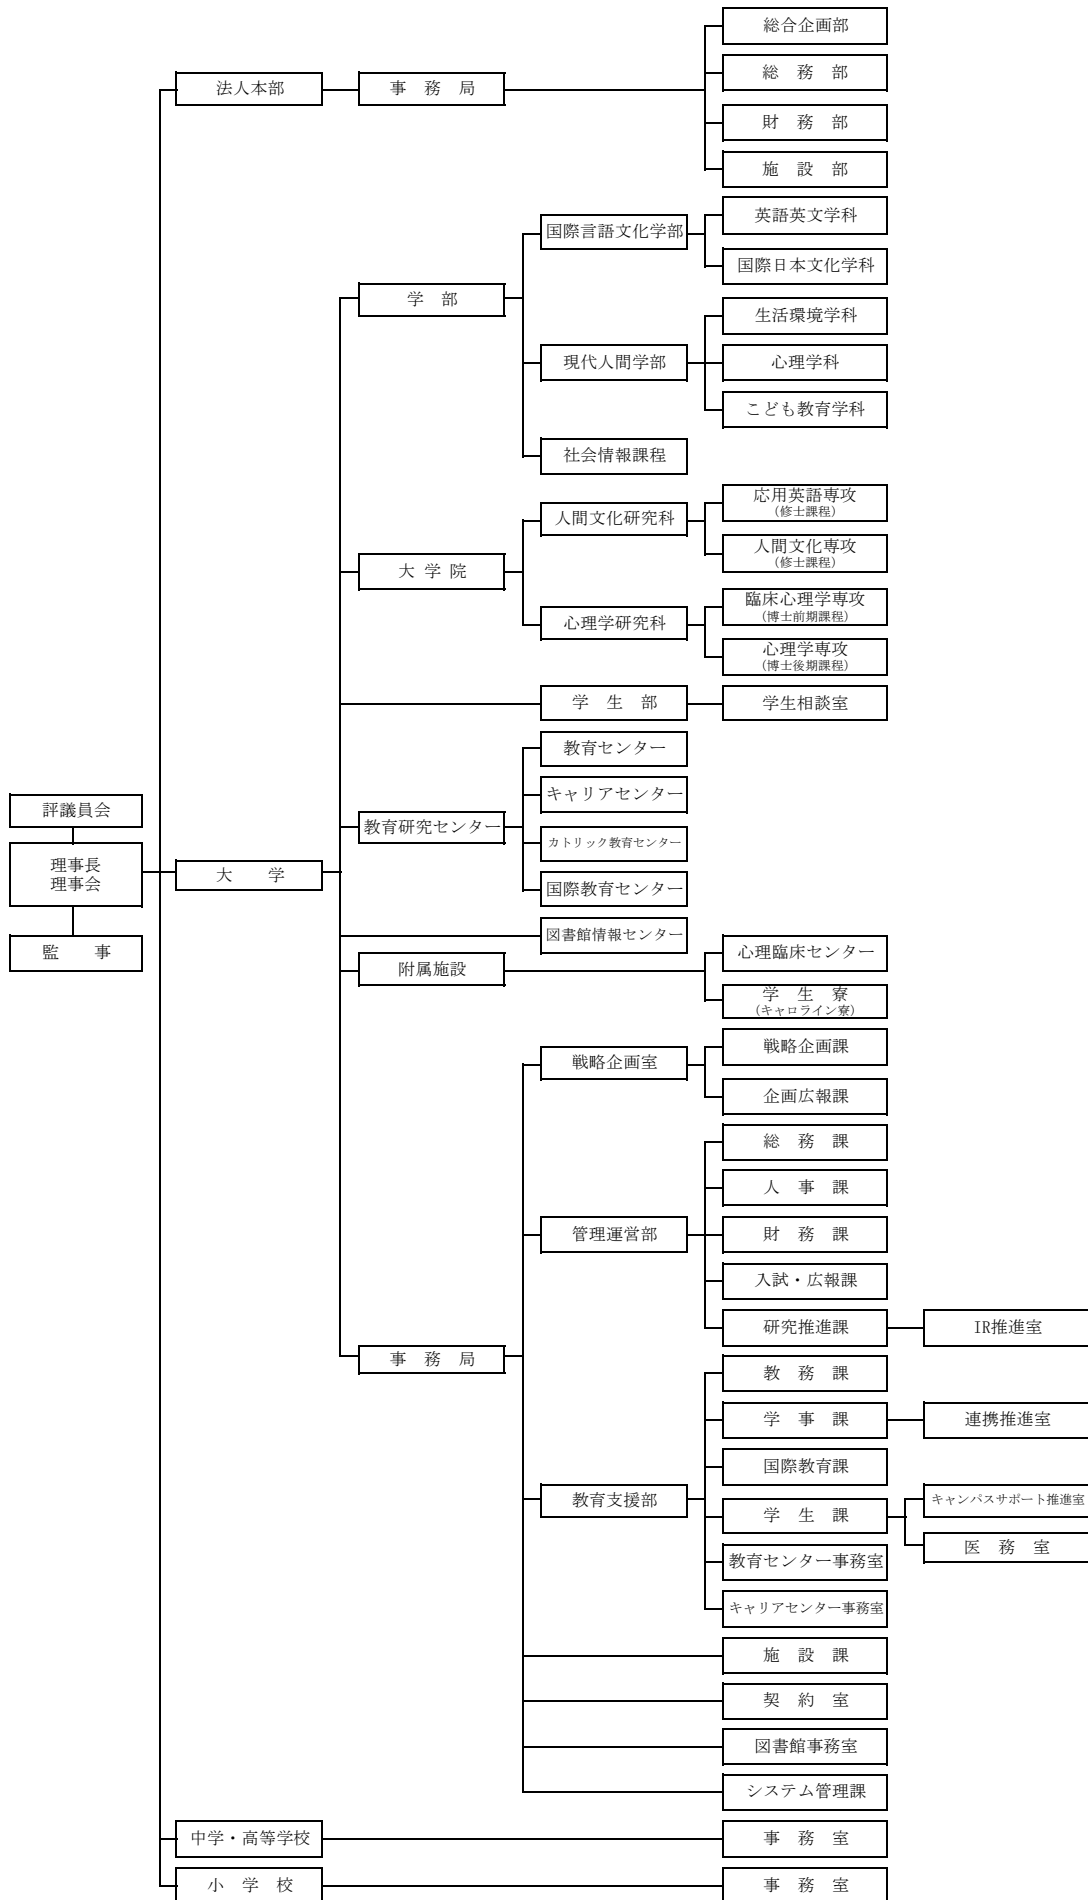 総合企画部
総　務　部
財　務　部
施　設　部
法人本部
事　務　局
国際言語文化学部
英語英文学科
国際日本文化学科
学　部
現代人間学部
生活環境学科
心理学科
こども教育学科
社会情報課程
大 学 院
人間文化研究科
応用英語専攻
(修士課程)
人間文化専攻
(修士課程)
心理学研究科
臨床心理学専攻
(博士前期課程)
心理学専攻
(博士後期課程)
学　生　部
学生相談室
教育研究センター
教育センター
キャリアセンター
カトリック教育センター
国際教育センター
評議員会
理事長
理事会
監　　事
大　　学
図書館情報センター
附属施設
心理臨床センター
学　生　寮
(キャロライン寮)
戦略企画室
戦略企画課
企画広報課
管理運営部
総　務　課
人　事　課
財　務　課
入試・広報課
研究推進課
IR推進室
事　務　局
教育支援部
教　務　課
学　事　課
連携推進室
国際教育課
学　生　課
キャンパスサポート推進室
医　務　室
教育センター事務室
キャリアセンター事務室
施　設　課
契　約　室
図書館事務室
システム管理課
中学・高等学校
事　務　室
小　学　校
事　務　室